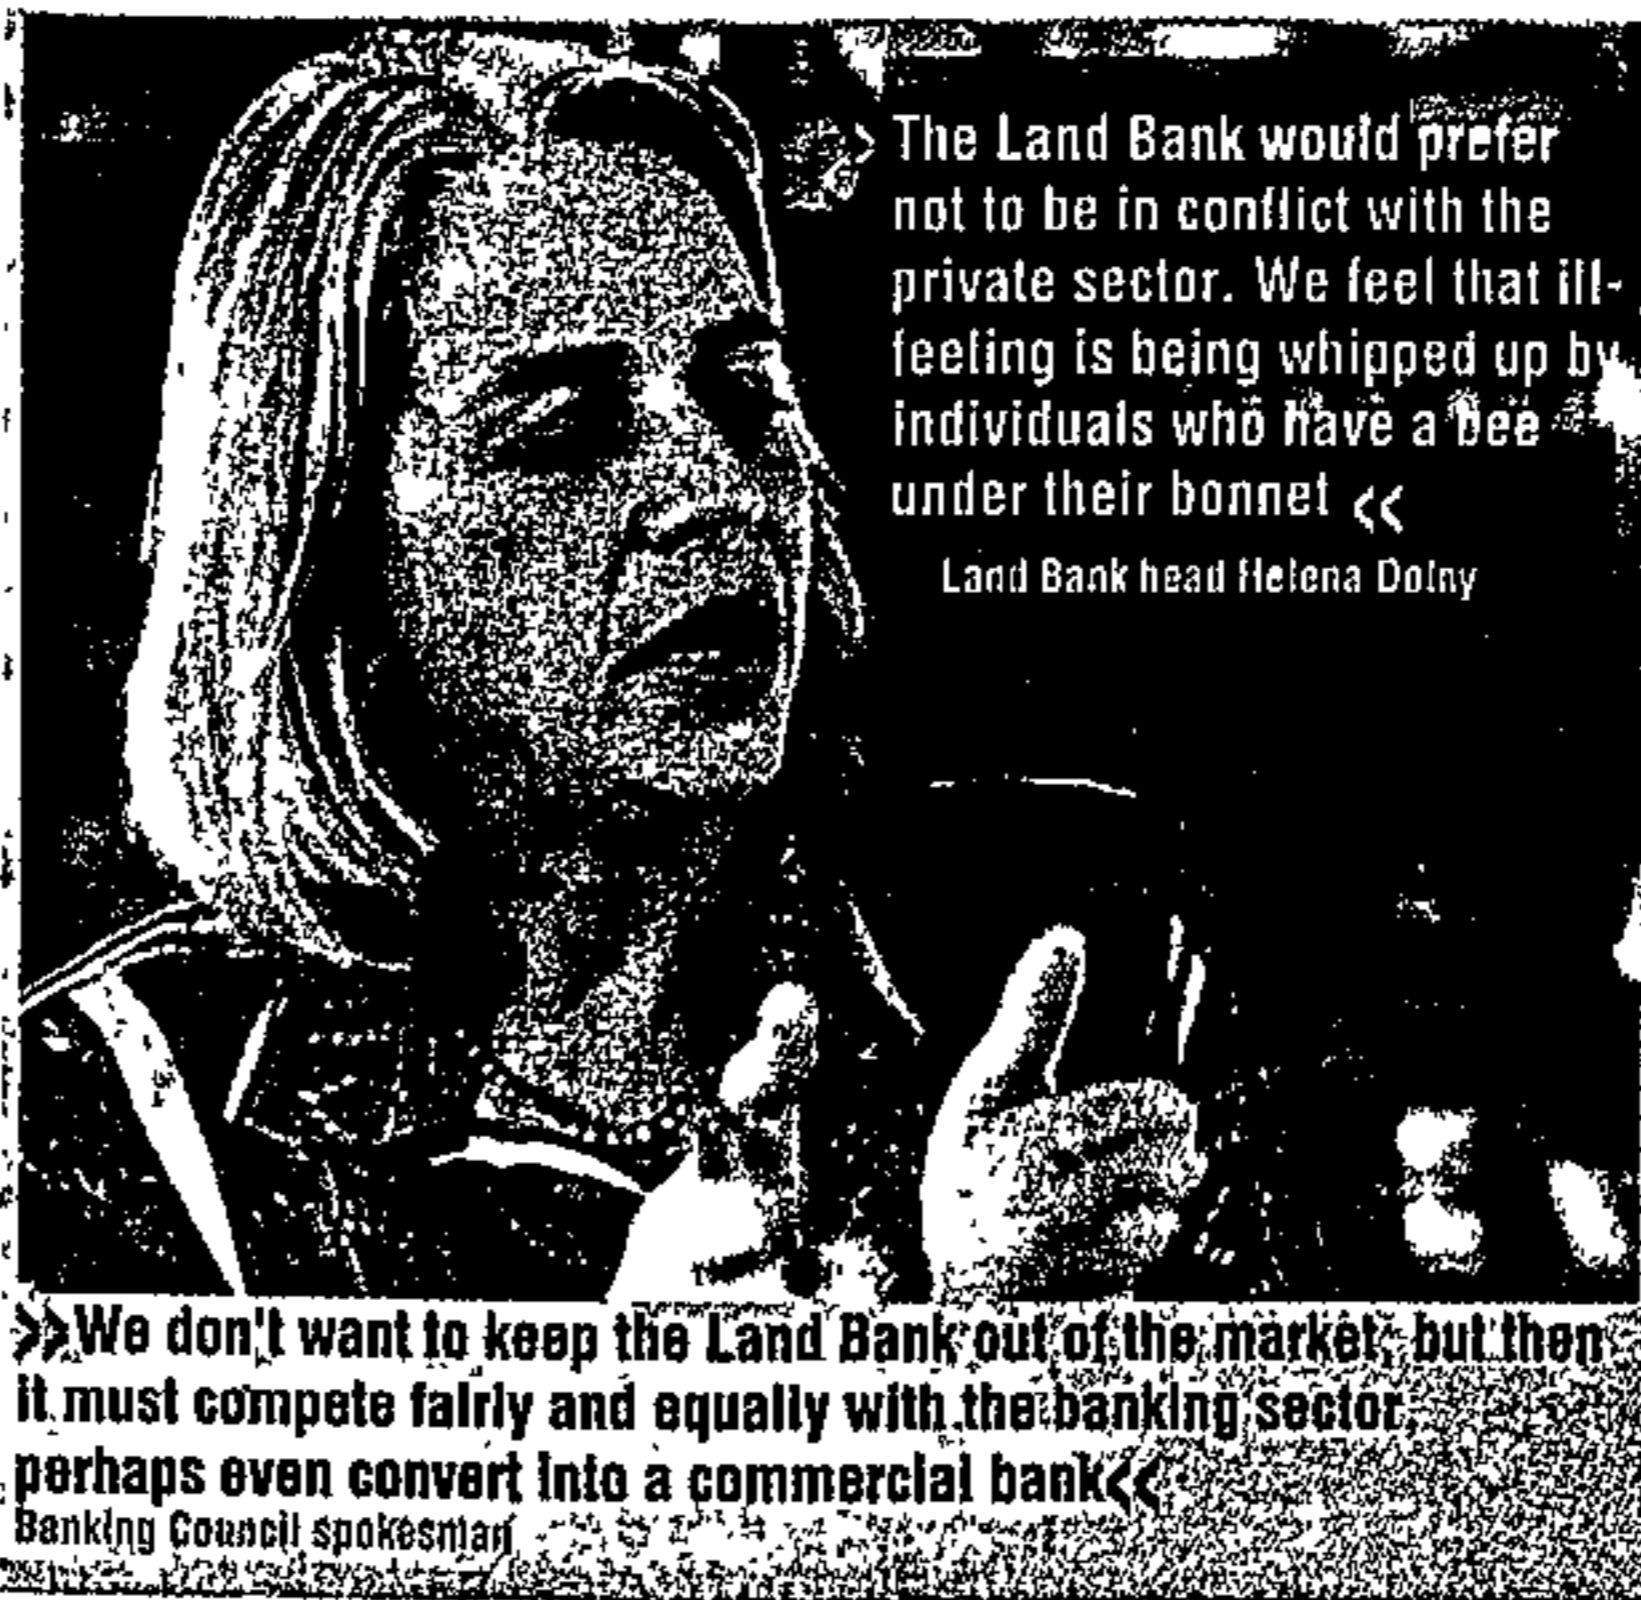 > The Land Bank would prefer
not to be in conflict with the
private sector. We feel that ill-
feeling is being whipped up by
individuals who have a bee
under their bonnet <<
Land Bank head Helena Dolny
>>We don't want to keep the Land Bank out of the market, but then
it must compete fairly and equally with the banking sector,
perhaps even convert into a commercial bank<<
Banking Council spokesman